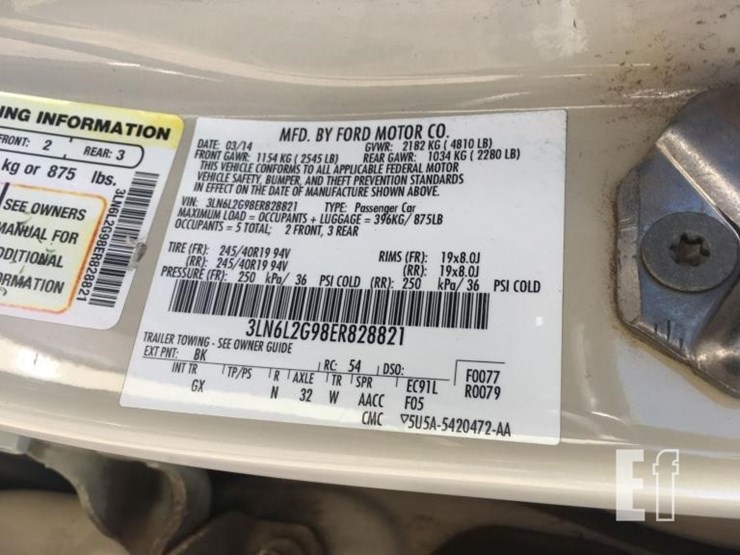 ING INFORMATION
FRONT: 2 REAR: 3
kg or 875 lbs.
SEE OWNERS
MANUAL FOR
ADDITIONAL
3LN6L2G98ER828821
MFD. BY FORD MOTOR CO.
DATE: 03/14 GVWR: 2182 KG ( 4810 LB)
FRONT GAWR: 1154 KG ( 2545 LB) REAR GAWR: 1034 KG ( 2280 LB)
THIS VEHICLE CONFORMS TO ALL APPLICABLE FEDERAL MOTOR
VEHICLE SAFETY, BUMPER, AND THEFT PREVENTION STANDARDS
IN EFFECT ON THE DATE OF MANUFACTURE SHOWN ABOVE.
VIN: 3LN6L2G98ER828821 TYPE: Passenger Car
MAXIMUM LOAD = OCCUPANTS + LUGGAGE = 396KG/ 875LB
OCCUPANTS = 5 TOTAL; 2 FRONT, 3 REAR
TIRE (FR): 245/40R19 94V RIMS (FR): 19x8.0J
(RR): 245/40R19 94V (RR): 19x8.0J
PRESSURE (FR): 250 kPa/ 36 PSI COLD (RR): 250 kPa/ 36 PSI COLD
3LN6L2G98ER828821
TRAILER TOWING - SEE OWNER GUIDE
EXT PNT: BK RC: 54 DSO: F0077
INT TR TP/PS R AXLE TR SPR EC91L R0079
GX N 32 W AACC F05
CMC ▽5U5A-5420472-AA
Ef